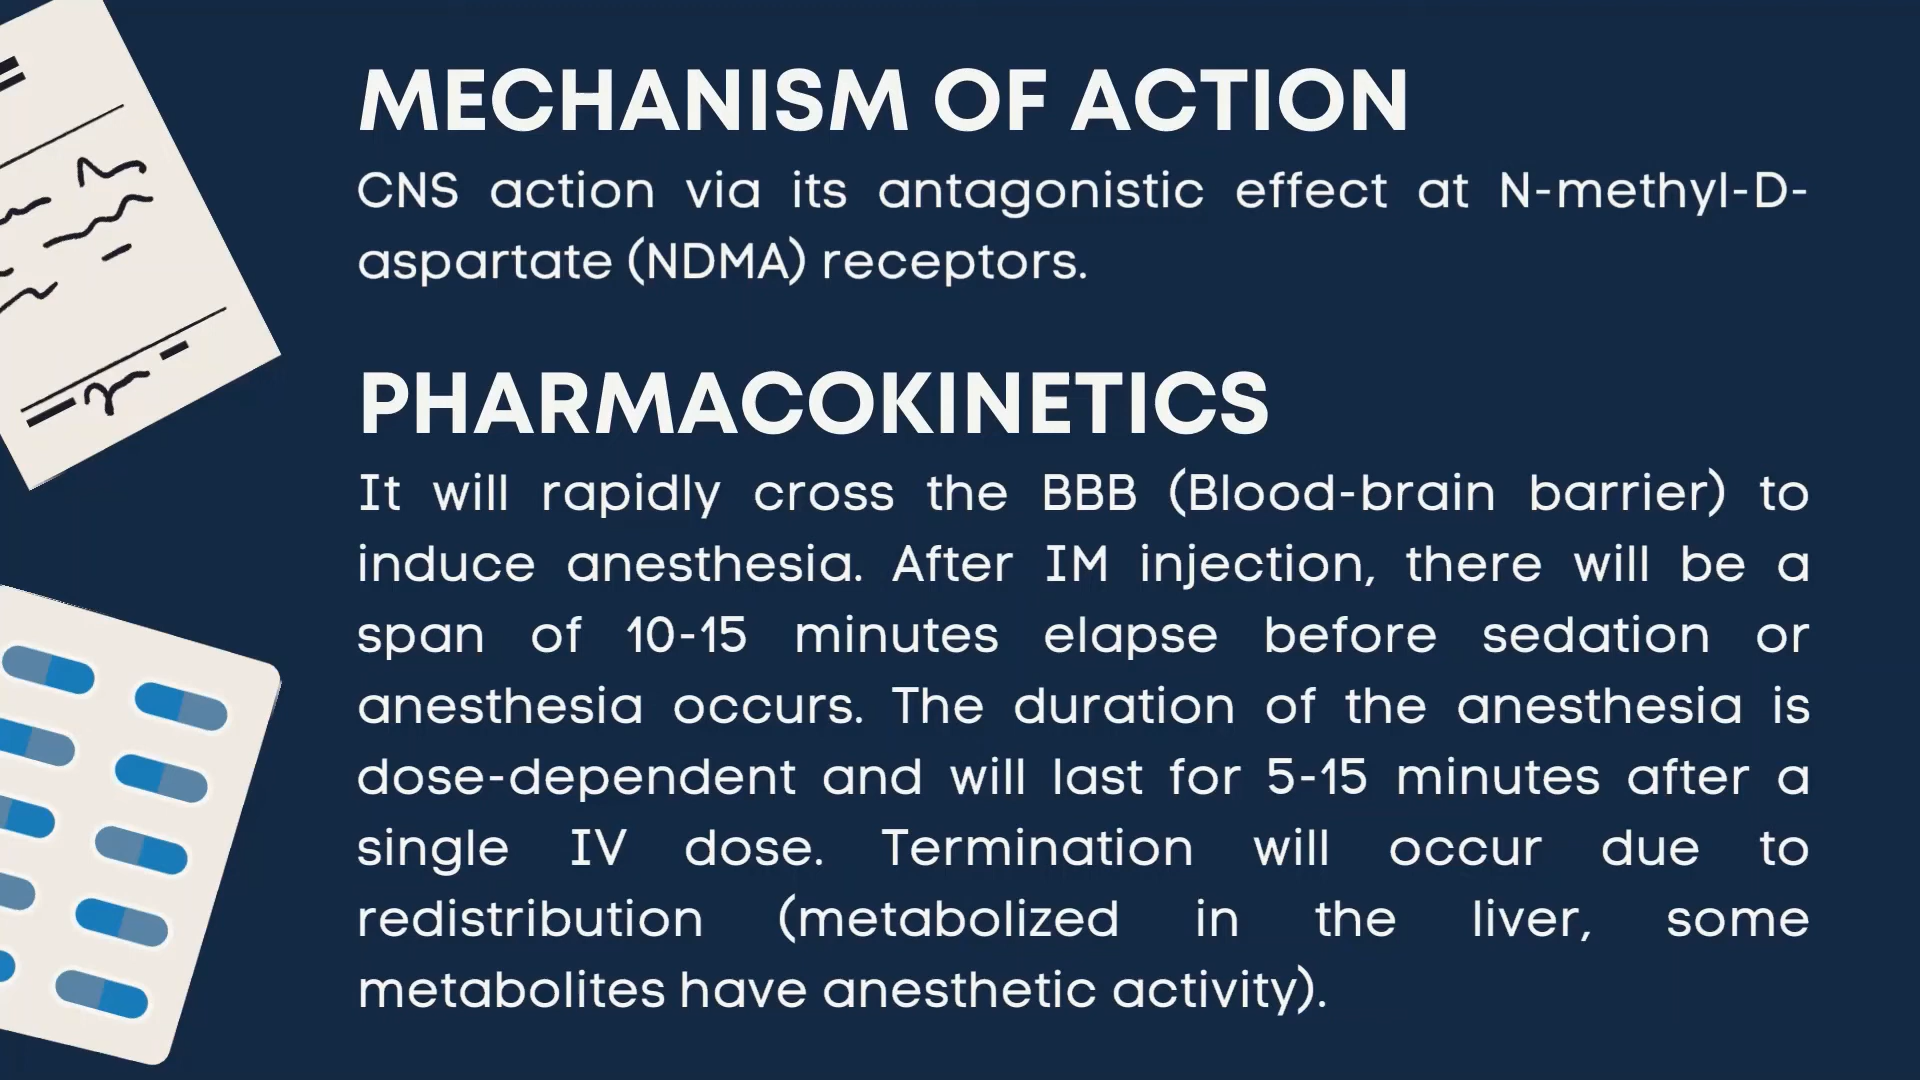 MECHANISM OF ACTION
CNS action via its antagonistic effect at N-methyl-D-
aspartate (NDMA) receptors.
PHARMACOKINETICS
It will rapidly cross the BBB (Blood-brain barrier) to
induce anesthesia. After IM injection, there will be a
span of 10-15 minutes elapse before sedation or
anesthesia occurs. The duration of the anesthesia is
dose-dependent and will last for 5-15 minutes after a
single IV dose. Termination will occur due to
redistribution (metabolized in the liver, some
metabolites have anesthetic activity).